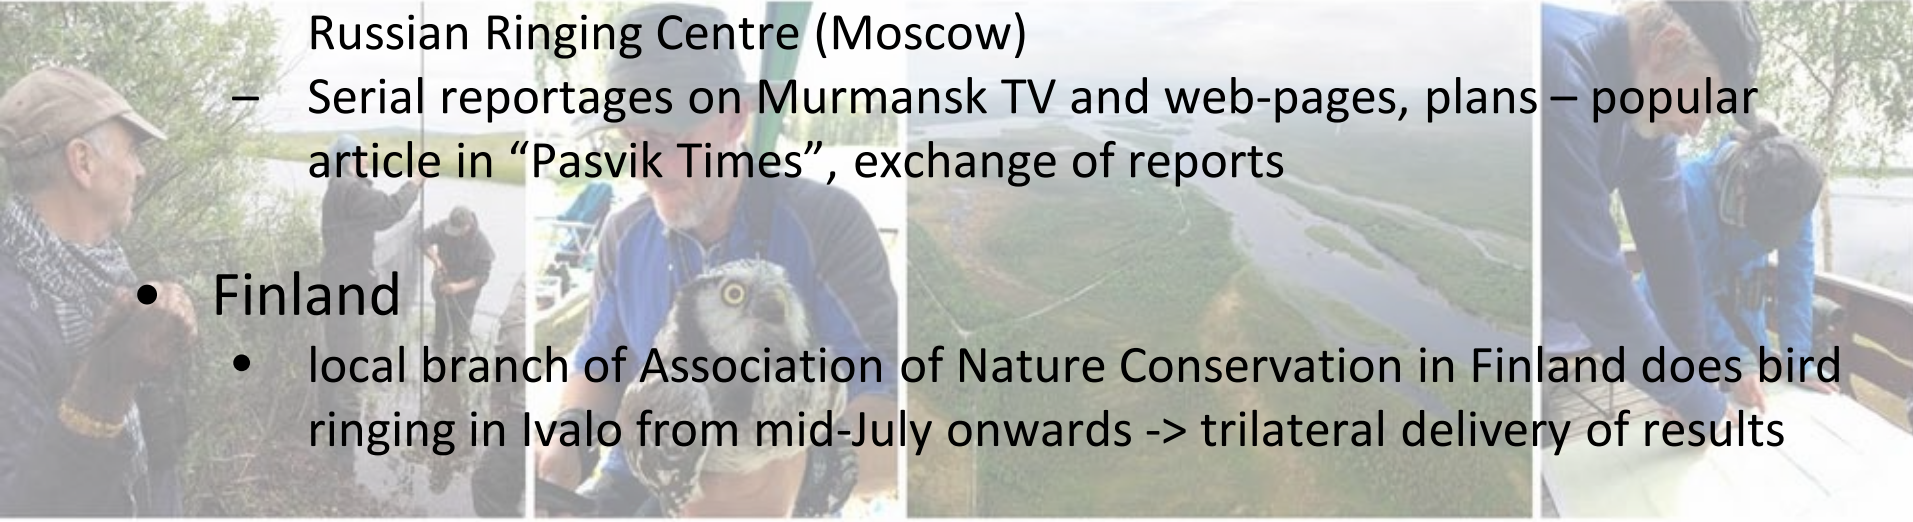 Russian Ringing Centre (Moscow)
– Serial reportages on Murmansk TV and web-pages, plans – popular
article in “Pasvik Times”, exchange of reports
• Finland
• local branch of Association of Nature Conservation in Finland does bird
ringing in Ivalo from mid-July onwards -> trilateral delivery of results